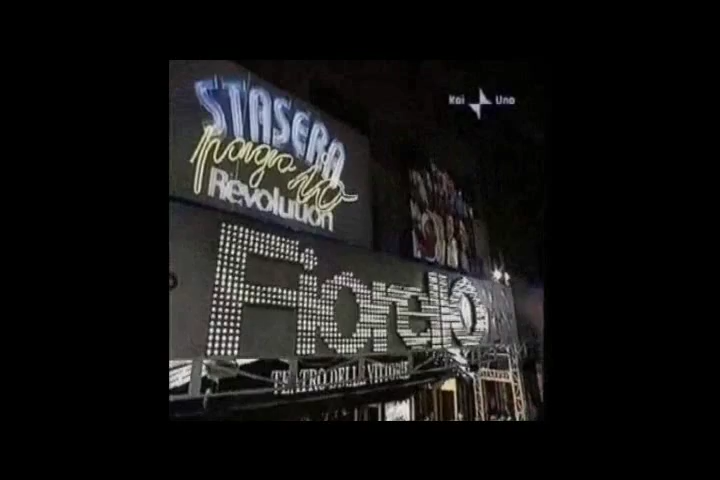 Rai Uno
STASERA
pago io
Revolution
Fiorello
TEATRO DELLE VITTORIE